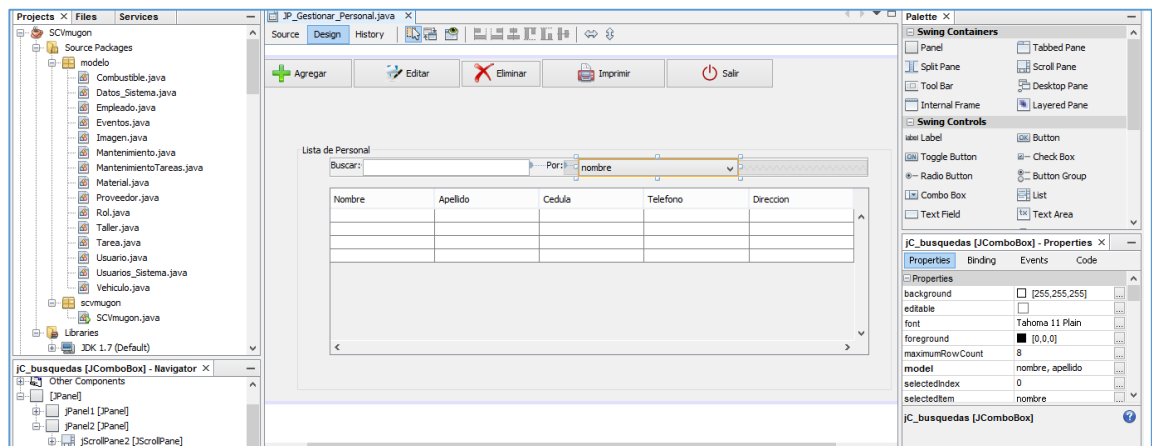 Projects × Files Services
SCVmugon
Source Packages
modelo
Combustible.java
Datos_Sistema.java
Empleado.java
Eventos.java
Imagen.java
Mantenimiento.java
MantenimientoTareas.java
Material.java
Proveedor.java
Rol.java
Taller.java
Tarea.java
Usuario.java
Usuarios_Sistema.java
Vehiculo.java
scvmugon
SCVmugon.java
Libraries
JDK 1.7 (Default)
jC_busquedas [JComboBox] - Navigator ×
Other Components
[JPanel]
jPanel1 [JPanel]
jPanel2 [JPanel]
jScrollPane2 [JScrollPane]
JP_Gestionar_Personal.java ×
Source Design History
Agregar Editar Eliminar Imprimir Salir
Lista de Personal
Buscar: Por: nombre
Nombre Apellido Cedula Telefono Direccion
Palette ×
Swing Containers
Panel Tabbed Pane
Split Pane Scroll Pane
Tool Bar Desktop Pane
Internal Frame Layered Pane
Swing Controls
label Label OK Button
ON Toggle Button Check Box
Radio Button Button Group
Combo Box List
Text Field Text Area
jC_busquedas [JComboBox] - Properties ×
Properties Binding Events Code
Properties
background [255,255,255] ...
editable ...
font Tahoma 11 Plain ...
foreground [0,0,0] ...
maximumRowCount 8 ...
model nombre, apellido ...
selectedIndex 0 ...
selectedItem nombre ...
jC_busquedas [JComboBox]